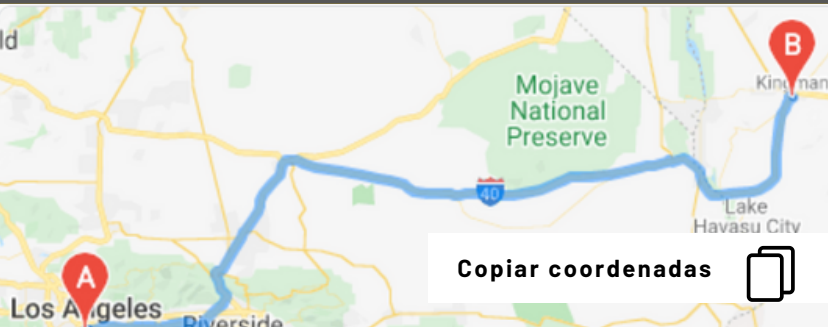 ld
B
Kingman
Mojave
National
Preserve
40
Lake
Havasu City
A
Los Angeles
Riverside
Copiar coordenadas